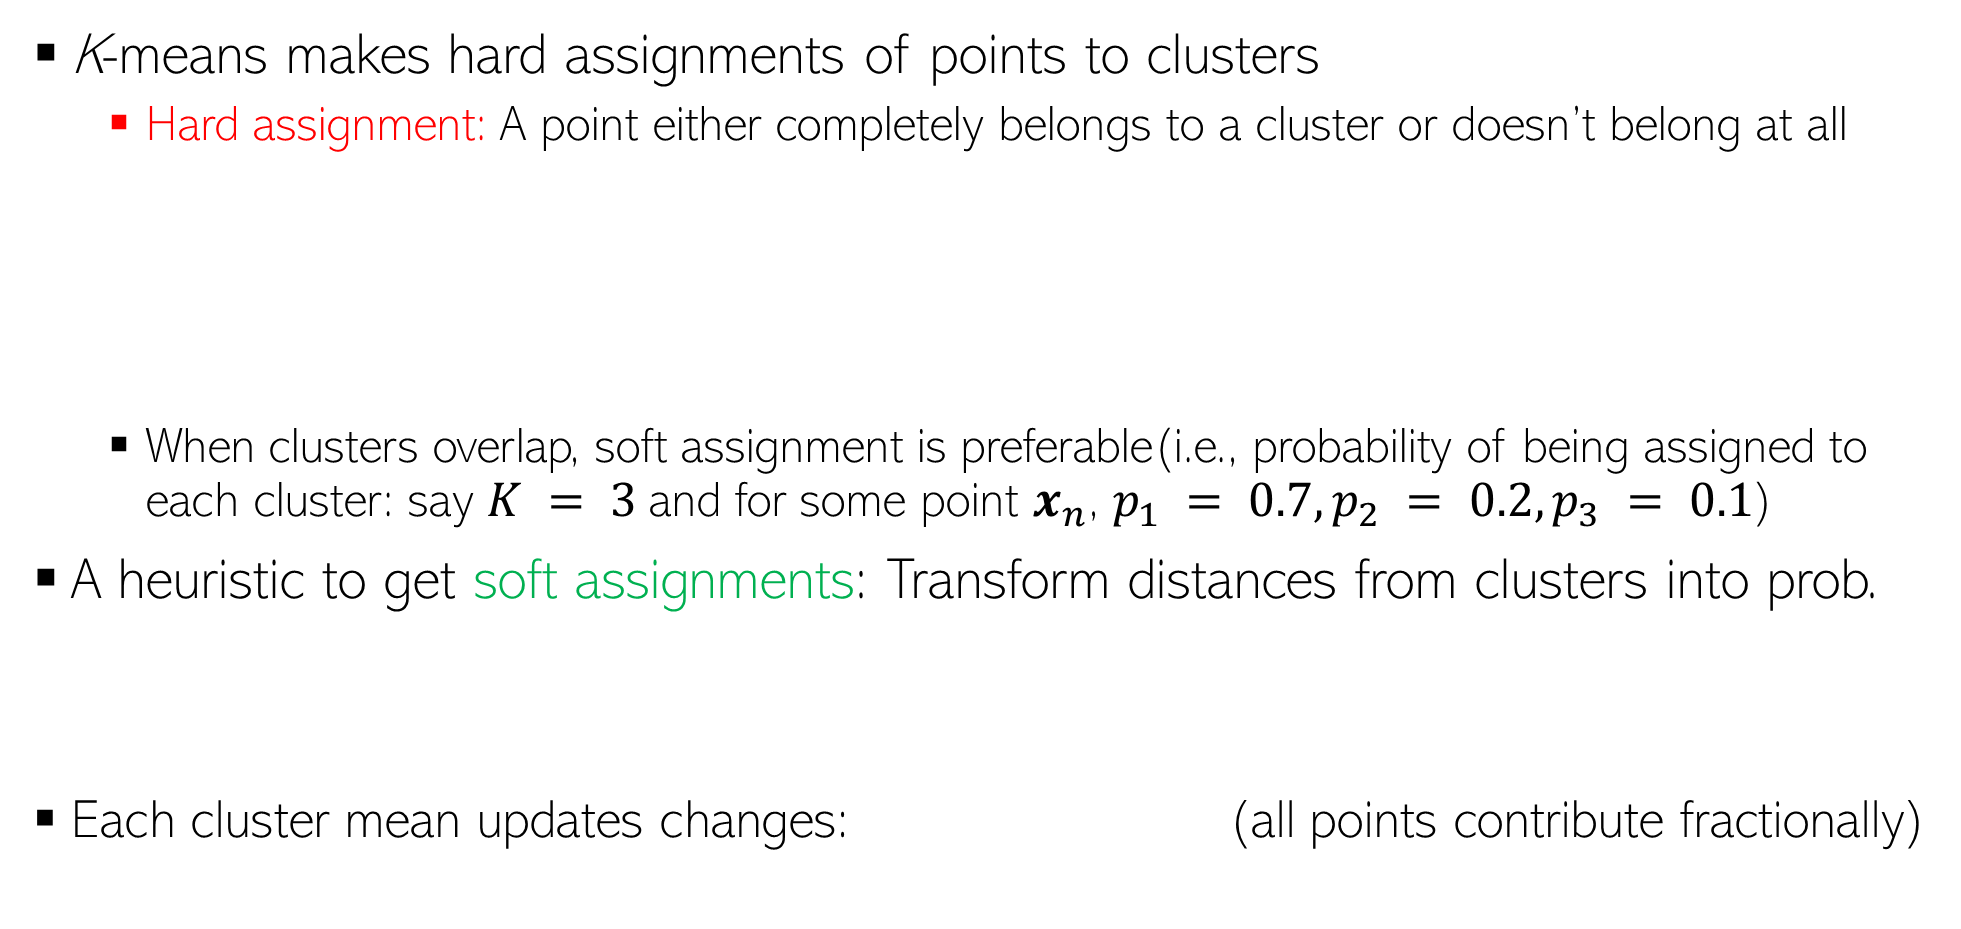 ▪ K-means makes hard assignments of points to clusters
▪ Hard assignment: A point either completely belongs to a cluster or doesn’t belong at all
▪ When clusters overlap, soft assignment is preferable(i.e., probability of being assigned to
each cluster: say 𝐾 = 3 and for some point 𝒙ₙ, 𝑝₁ = 0.7, 𝑝₂ = 0.2, 𝑝₃ = 0.1)
▪ A heuristic to get soft assignments: Transform distances from clusters into prob.
▪ Each cluster mean updates changes: (all points contribute fractionally)